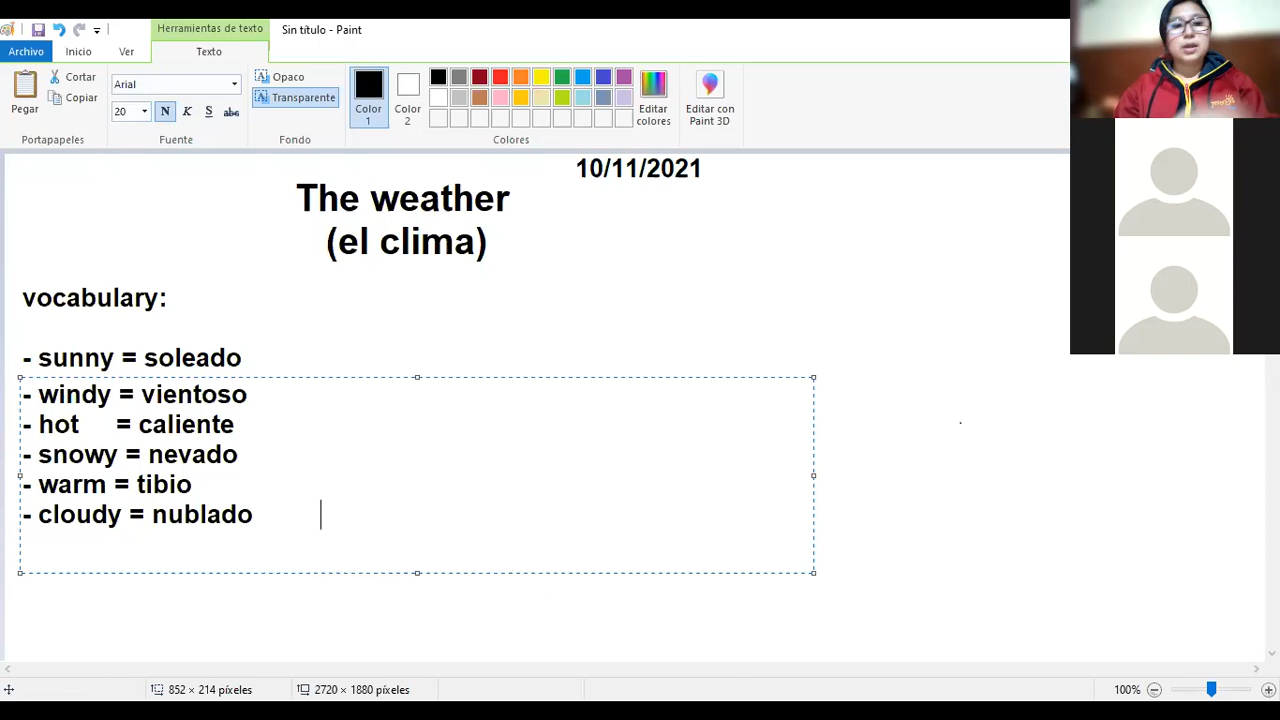 Herramientas de texto
Sin título - Paint
Archivo
Inicio
Ver
Texto
Pegar
Cortar
Copiar
Portapapeles
Arial
20
N
K
S
abc
Fuente
Opaco
Transparente
Fondo
Color 1
Color 2
Editar colores
Editar con Paint 3D
Colores
10/11/2021
The weather
(el clima)
vocabulary:
- sunny = soleado
- windy = vientoso
- hot = caliente
- snowy = nevado
- warm = tibio
- cloudy = nublado
852 × 214 píxeles
2720 × 1880 píxeles
100%